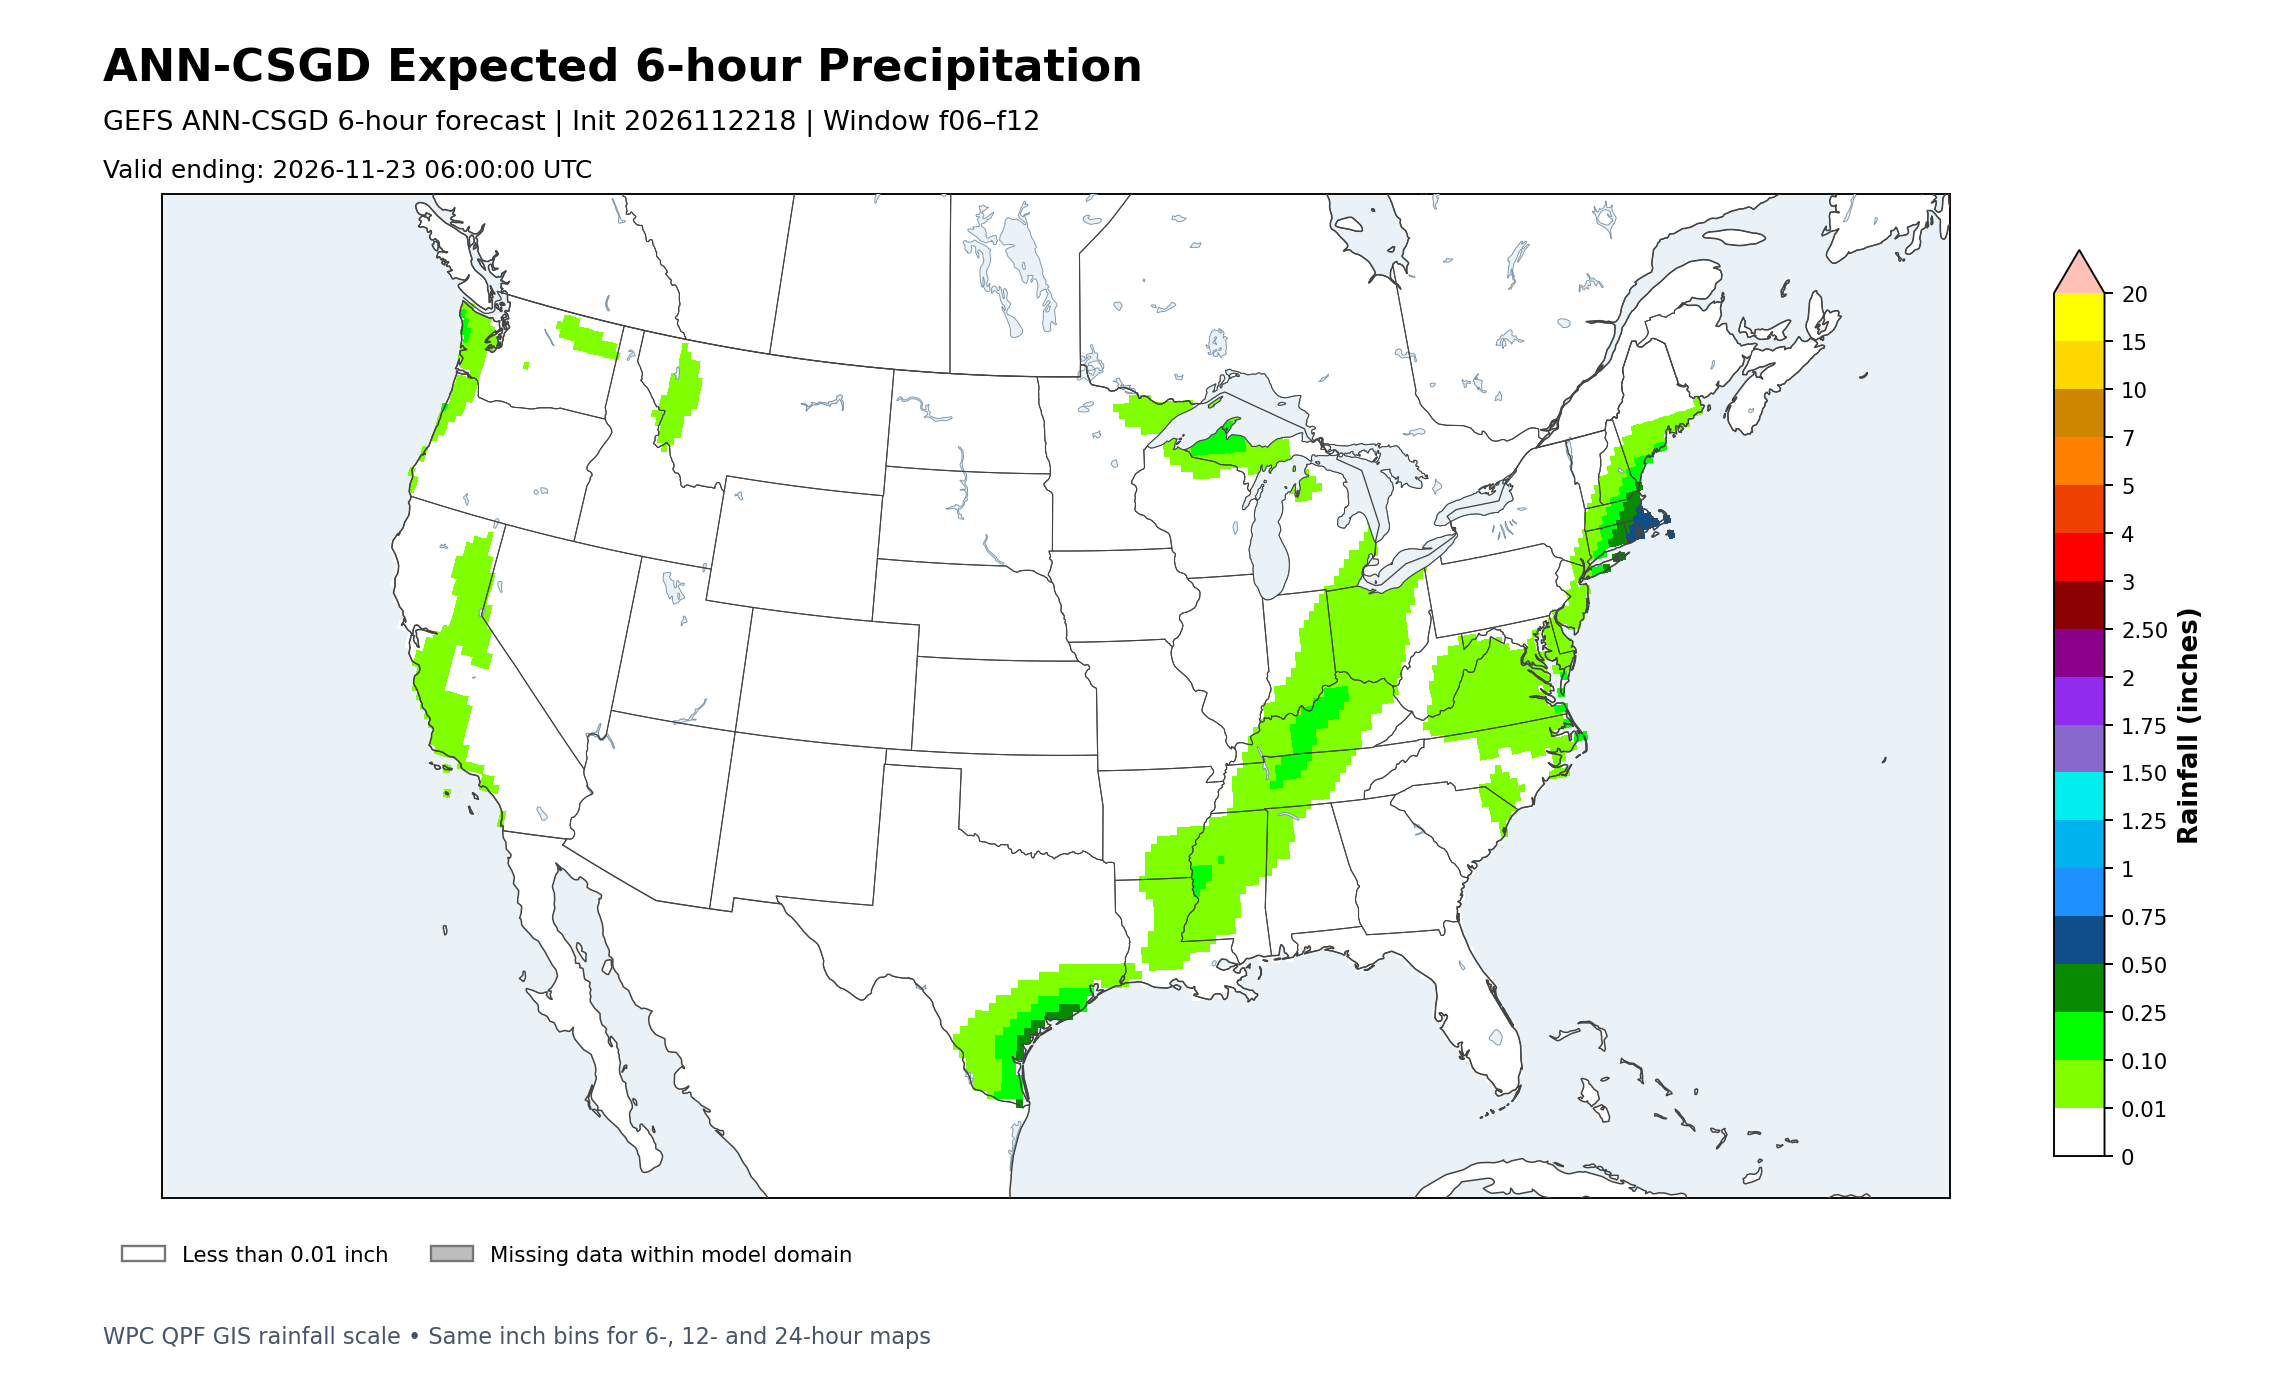 ANN-CSGD Expected 6-hour Precipitation
GEFS ANN-CSGD 6-hour forecast | Init 2026112218 | Window f06–f12
Valid ending: 2026-11-23 06:00:00 UTC
20
15
10
7
5
4
3
2.50
2
1.75
1.50
1.25
1
0.75
0.50
0.25
0.10
0.01
0
Rainfall (inches)
Less than 0.01 inch
Missing data within model domain
WPC QPF GIS rainfall scale • Same inch bins for 6-, 12- and 24-hour maps